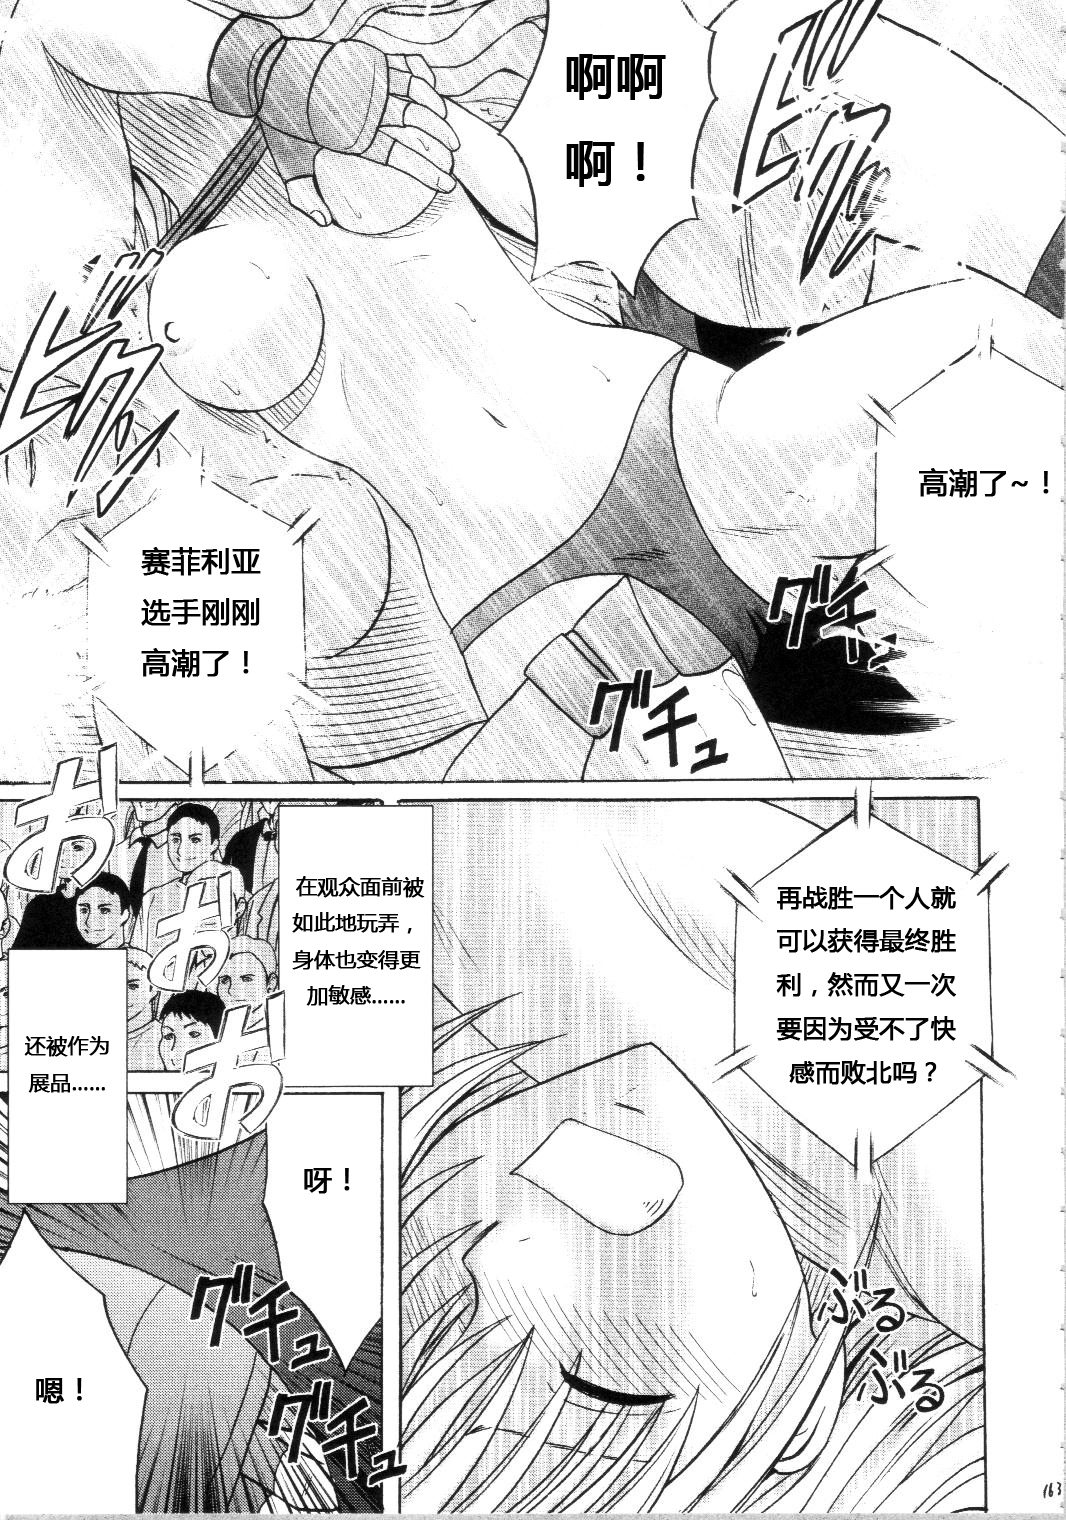 啊啊
啊！
ビクッ
ビクッ
高潮了~！
赛菲利亚
选手刚刚
高潮了！
グチュ
グチュ
再战胜一个人就
可以获得最终胜
利，然而又一次
要因为受不了快
感而败北吗？
ぶる
ぶる
在观众面前被
如此地玩弄，
身体也变得更
加敏感……
お
お
お
还被作为
展品……
呀！
嗯！
グチュ
グチュ
163